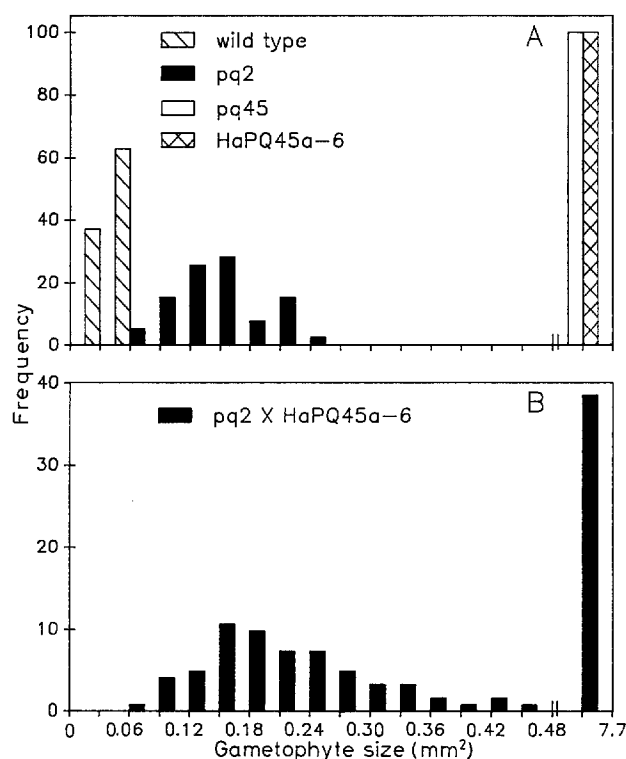 100
80
60
40
20
0
A
wild type
pq2
pq45
HaPQ45a-6
Frequency
40
30
20
10
0
B
pq2 X HaPQ45a-6
0 0.06 0.12 0.18 0.24 0.30 0.36 0.42 0.48 7.7
Gametophyte size (mm²)